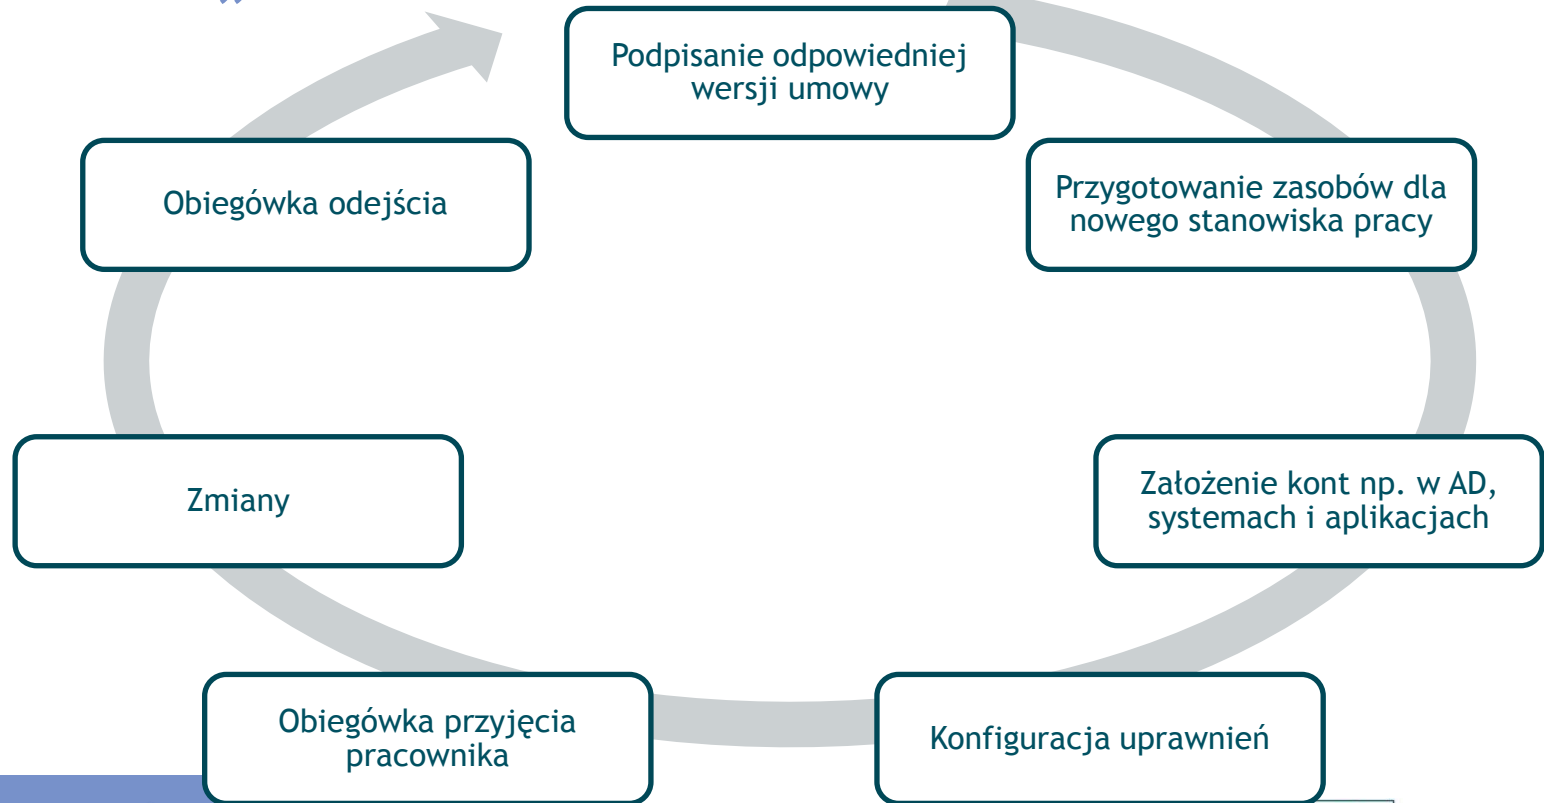 Podpisanie odpowiedniej
wersji umowy
Przygotowanie zasobów dla
nowego stanowiska pracy
Założenie kont np. w AD,
systemach i aplikacjach
Konfiguracja uprawnień
Obiegówka przyjęcia
pracownika
Zmiany
Obiegówka odejścia